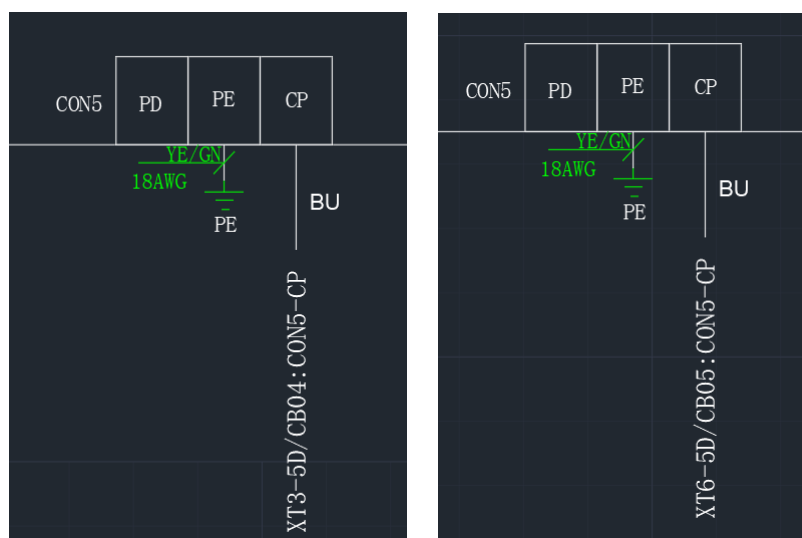 CON5 PD PE CP
YE/GN
18AWG
BU
PE
XT3-5D/CB04:CON5-CP
CON5 PD PE CP
YE/GN
18AWG
BU
PE
XT6-5D/CB05:CON5-CP